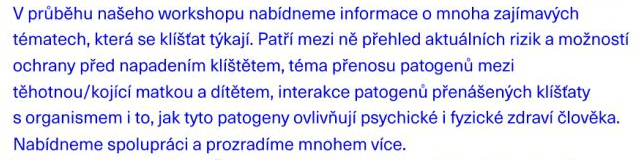 V průběhu našeho workshopu nabídneme informace o mnoha zajímavých
tématech, která se klíšťat týkají. Patří mezi ně přehled aktuálních rizik a možností
ochrany před napadením klíštětem, téma přenosu patogenů mezi
těhotnou/kojící matkou a dítětem, interakce patogenů přenášených klíšťaty
s organismem i to, jak tyto patogeny ovlivňují psychické i fyzické zdraví člověka.
Nabídneme spolupráci a prozradíme mnohem více.